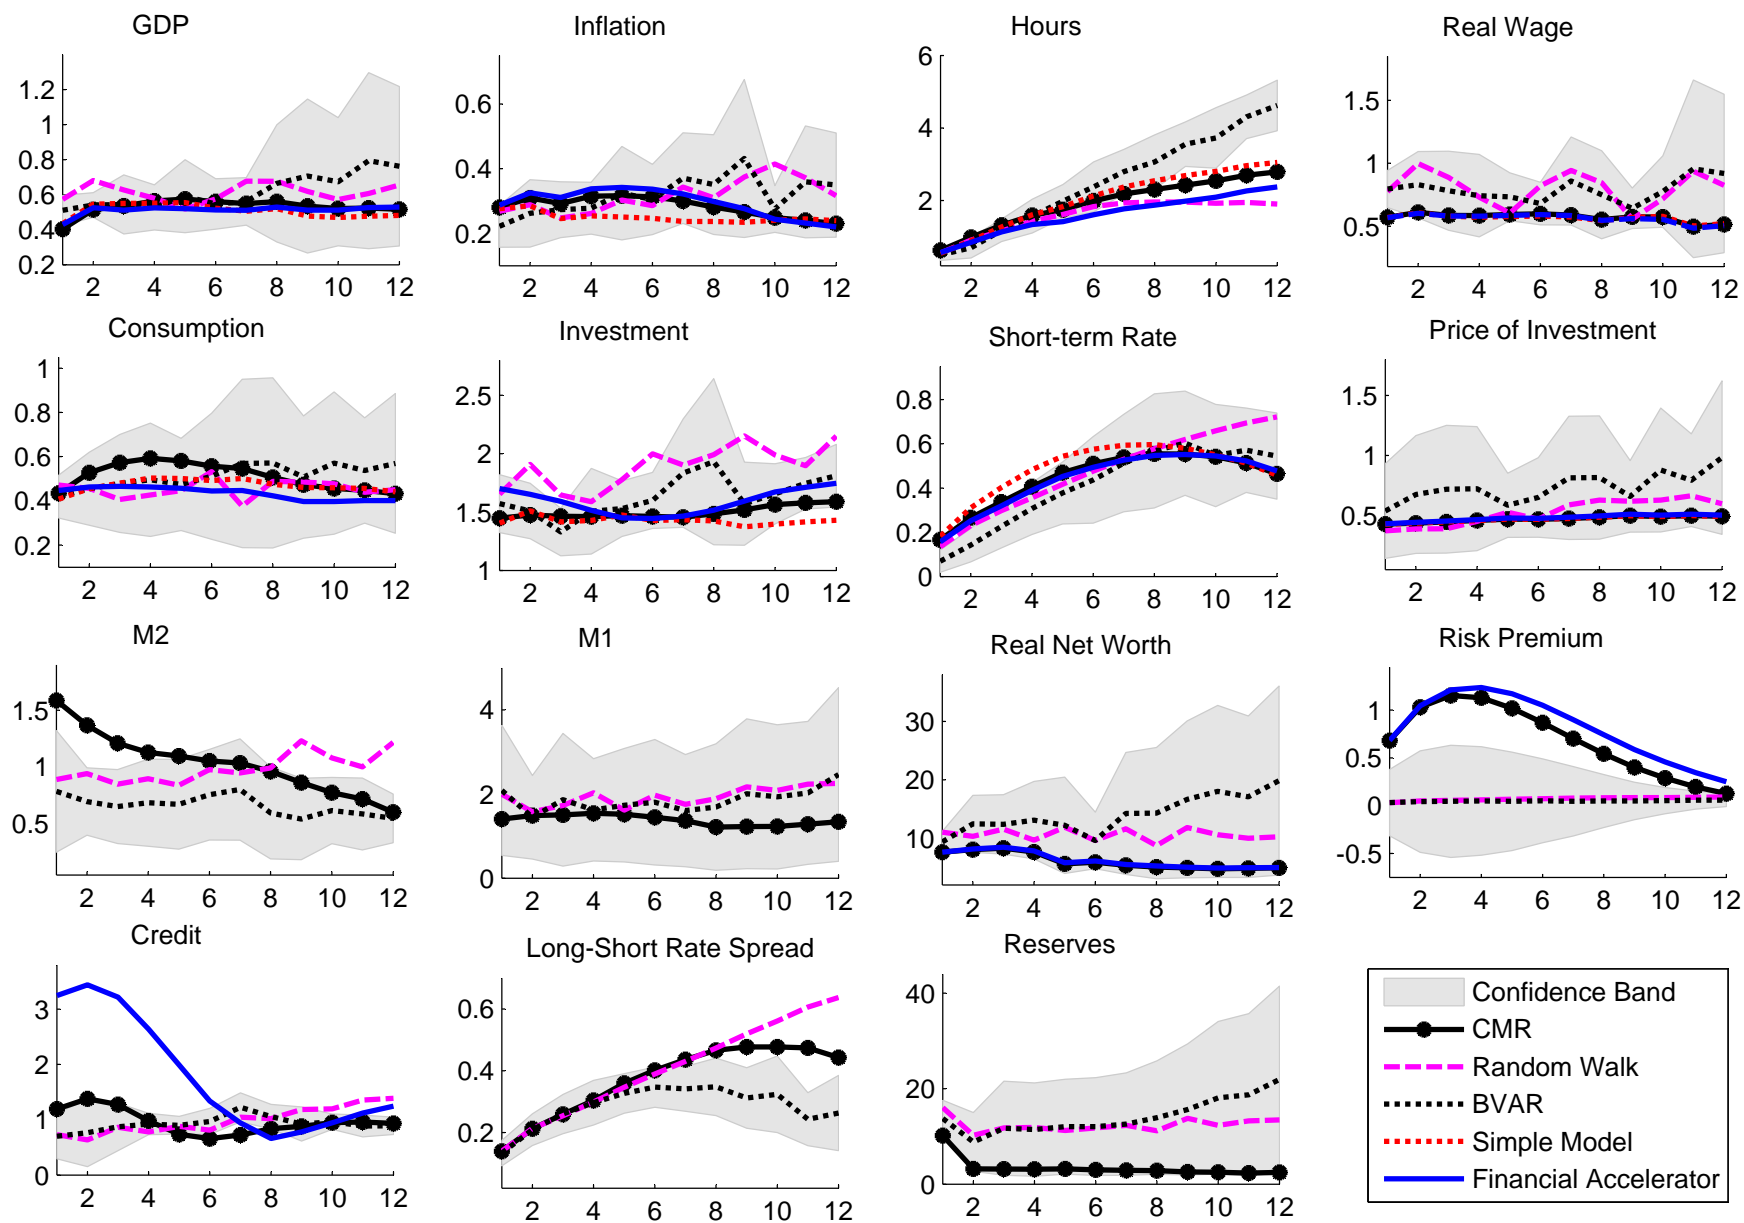 GDP
1.2
1
0.8
0.6
0.4
0.2
2 4 6 8 10 12
Inflation
0.6
0.4
0.2
2 4 6 8 10 12
Hours
6
4
2
2 4 6 8 10 12
Real Wage
1.5
1
0.5
2 4 6 8 10 12
Consumption
1
0.8
0.6
0.4
0.2
2 4 6 8 10 12
Investment
2.5
2
1.5
1
2 4 6 8 10 12
Short-term Rate
0.8
0.6
0.4
0.2
0
2 4 6 8 10 12
Price of Investment
1.5
1
0.5
2 4 6 8 10 12
M2
1.5
1
0.5
2 4 6 8 10 12
M1
4
2
0
2 4 6 8 10 12
Real Net Worth
30
20
10
2 4 6 8 10 12
Risk Premium
1
0.5
0
-0.5
2 4 6 8 10 12
Credit
3
2
1
0
2 4 6 8 10 12
Long-Short Rate Spread
0.6
0.4
0.2
2 4 6 8 10 12
Reserves
40
20
0
2 4 6 8 10 12
Confidence Band
CMR
Random Walk
BVAR
Simple Model
Financial Accelerator